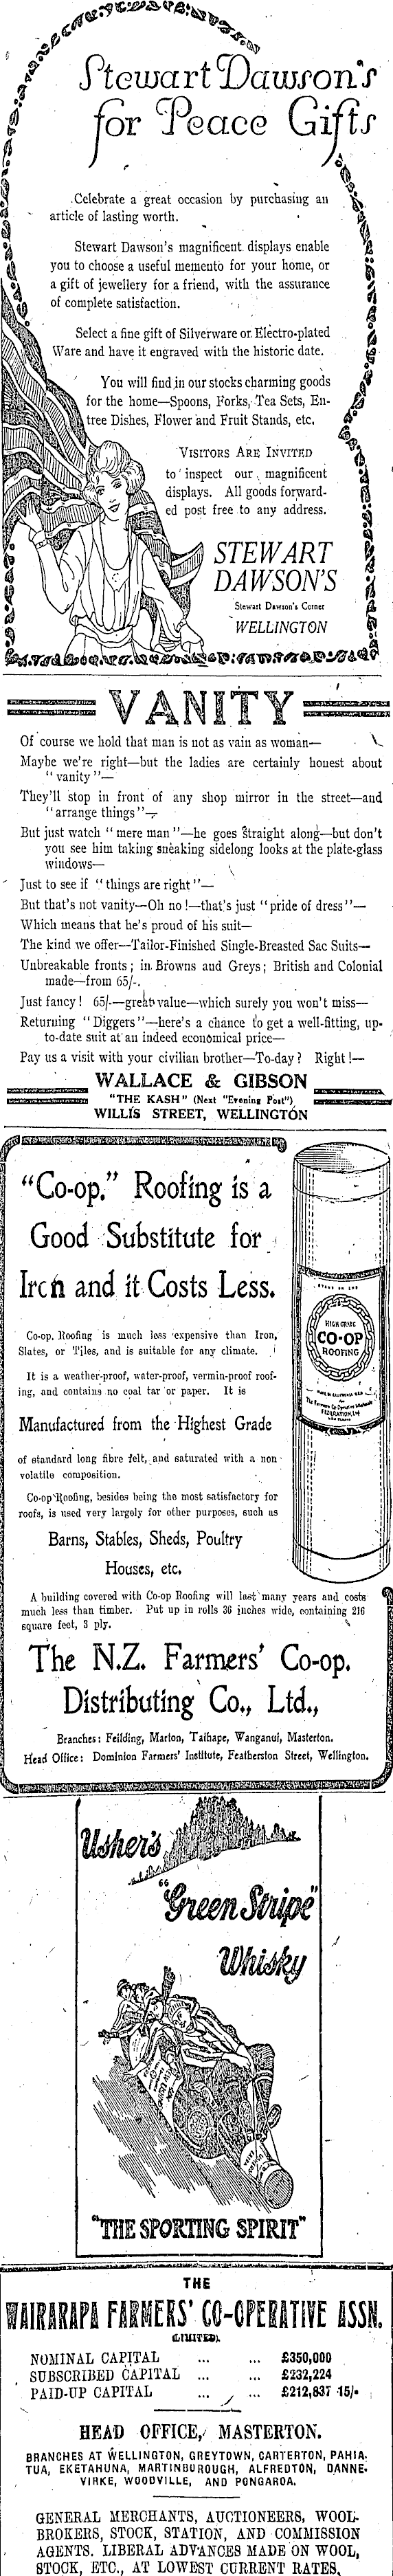 Stewart Dawson's
for Peace Gifts
Celebrate a great occasion by purchasing an
article of lasting worth.
Stewart Dawson's magnificent displays enable
you to choose a useful memento for your home, or
a gift of jewellery for a friend, with the assurance
of complete satisfaction.
Select a fine gift of Silverware or Electro-plated
Ware and have it engraved with the historic date.
You will find in our stocks charming goods
for the home—Spoons, Forks, Tea Sets, En-
tree Dishes, Flower and Fruit Stands, etc.
VISITORS ARE INVITED
to inspect our magnificent
displays. All goods forward-
ed post free to any address.
STEWART
DAWSON'S
Stewart Dawson's Corner
WELLINGTON
VANITY
Of course we hold that man is not as vain as woman—
Maybe we're right—but the ladies are certainly honest about
"vanity"—
They'll stop in front of any shop mirror in the street—and
"arrange things"—
But just watch "mere man"—he goes straight along—but don't
you see him taking sneaking sidelong looks at the plate-glass
windows—
Just to see if "things are right"—
But that's not vanity—Oh no!—that's just "pride of dress"—
Which means that he's proud of his suit—
The kind we offer—Tailor-Finished Single-Breasted Sac Suits—
Unbreakable fronts; in Browns and Greys; British and Colonial
made—from 65/-.
Just fancy! 65/-—great value—which surely you won't miss—
Returning "Diggers"—here's a chance to get a well-fitting, up-
to-date suit at an indeed economical price—
Pay us a visit with your civilian brother—To-day? Right!—
WALLACE & GIBSON
"THE KASH" (Next "Evening Post")
WILLIS STREET, WELLINGTON
"Co-op." Roofing is a
Good Substitute for
Iron and it Costs Less.
Co-op. Roofing is much less expensive than Iron,
Slates, or Tiles, and is suitable for any climate.
It is a weather-proof, water-proof, vermin-proof roof-
ing, and contains no coal tar or paper. It is
Manufactured from the Highest Grade
of standard long fibre felt, and saturated with a non
volatile composition.
Co-op Roofing, besides being the most satisfactory for
roofs, is used very largely for other purposes, such as
Barns, Stables, Sheds, Poultry
Houses, etc.
HIGH GRADE
CO-OP
ROOFING
A building covered with Co-op Roofing will last many years and costs
much less than timber. Put up in rolls 36 inches wide, containing 216
square feet, 3 ply.
The N.Z. Farmers' Co-op.
Distributing Co., Ltd.,
Branches: Feilding, Marton, Taihape, Wanganui, Masterton.
Head Office: Dominion Farmers' Institute, Featherston Street, Wellington.
Usher's
"Green Stripe"
Whisky
"THE SPORTING SPIRIT"
THE
WAIRARAPA FARMERS' CO-OPERATIVE ASSN.
(LIMITED).
NOMINAL CAPITAL ... ... £350,000
SUBSCRIBED CAPITAL ... ... £232,224
PAID-UP CAPITAL ... ... £212,837 15/-
HEAD OFFICE, MASTERTON.
BRANCHES AT WELLINGTON, GREYTOWN, CARTERTON, PAHIA-
TUA, EKETAHUNA, MARTINBOROUGH, ALFREDTON, DANNE-
VIRKE, WOODVILLE, AND PONGAROA.
GENERAL MERCHANTS, AUCTIONEERS, WOOL-
BROKERS, STOCK, STATION, AND COMMISSION
AGENTS. LIBERAL ADVANCES MADE ON WOOL,
STOCK, ETC., AT LOWEST CURRENT RATES,